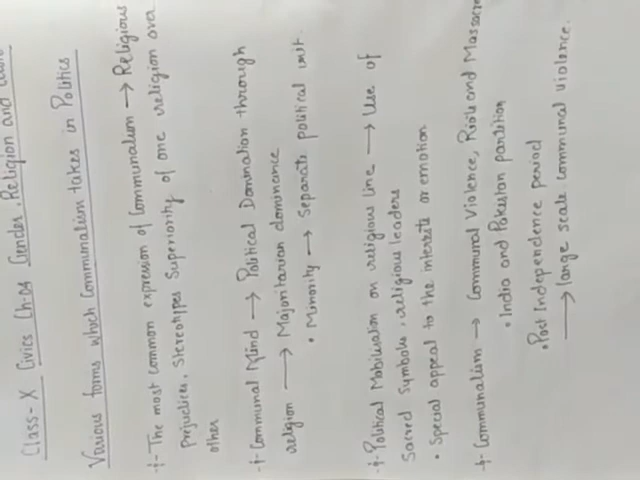 Class-X Civics Ch-04 Gender, Religion and
Various forms which Communalism takes in Politics
-+- The most common expression of Communalism → Religious
Prejudices, Stereotypes Superiority of one religion over
other
-+- Communal Mind → Political Domination through
religion → Majoritarian dominance
• Minority → Separate political unit.
-+- Political Mobilisation on religious line → Use of
Sacred Symbols, religious leaders
• Special appeal to the interests or emotion
-+- Communalism → Communal Violence, Riots and Massacre
• India and Pakistan partition
• Post Independence period
→ large scale communal violence.